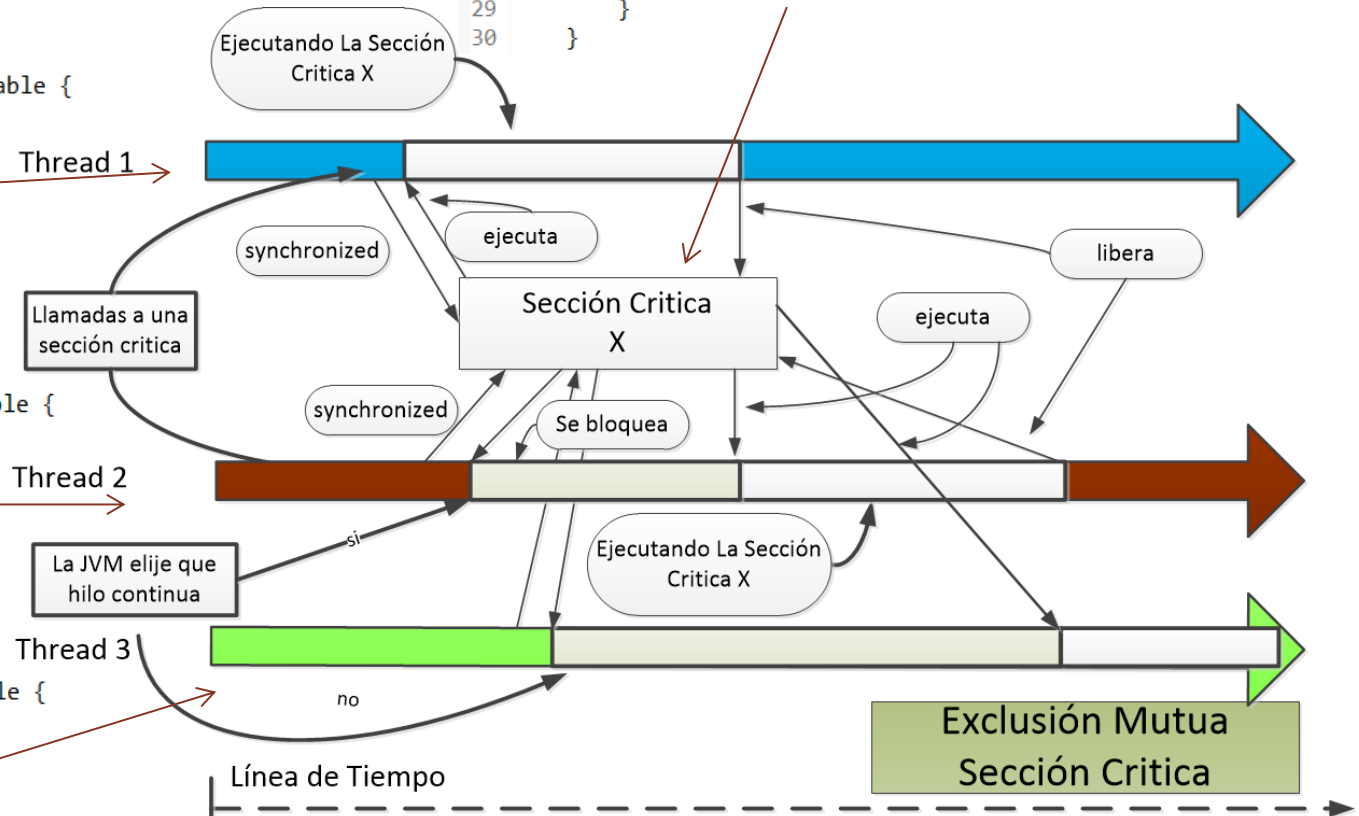 29 }
30 }
Ejecutando La Sección
Critica X
able {
Thread 1
synchronized
ejecuta
libera
Llamadas a una
sección critica
Sección Critica
X
ejecuta
ole {
synchronized
Se bloquea
Thread 2
si
La JVM elije que
hilo continua
Ejecutando La Sección
Critica X
Thread 3
le {
no
Exclusión Mutua
Sección Critica
Línea de Tiempo